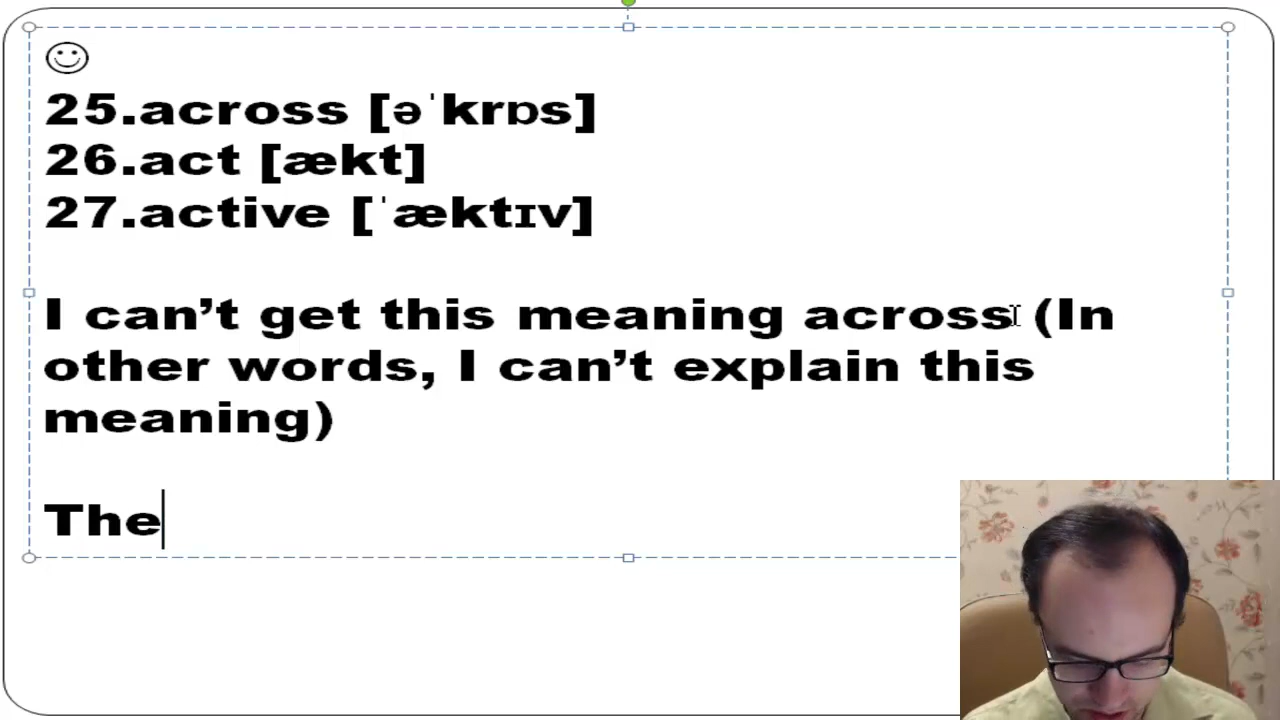 25.across [əˈkrɒs]
26.act [ækt]
27.active [ˈæktɪv]
I can’t get this meaning across (In
other words, I can’t explain this
meaning)
The